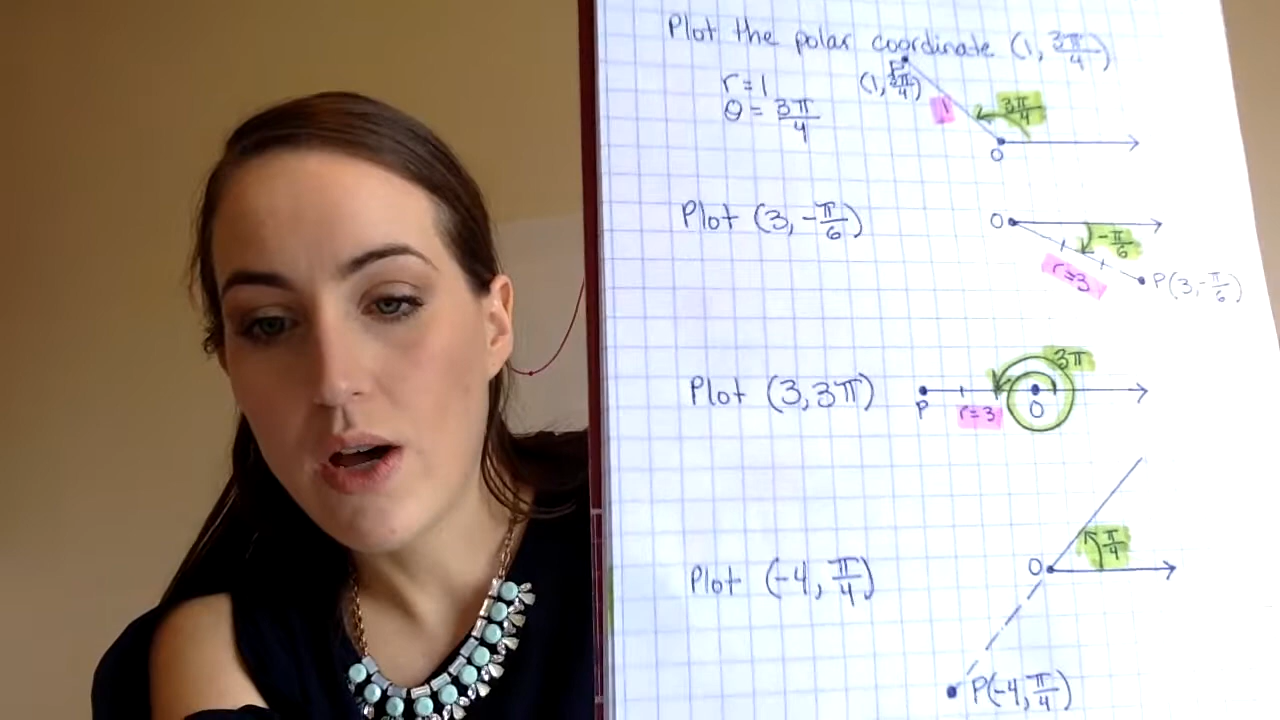 Plot the polar coordinate (1, 3π/4)
r = 1
θ = 3π/4
P
(1, 3π/4)
1
3π/4
O
Plot (3, -π/6)
O
-π/6
r=3
P(3, -π/6)
Plot (3, 3π)
3π
P
r=3
O
Plot (-4, π/4)
O
π/4
P(-4, π/4)